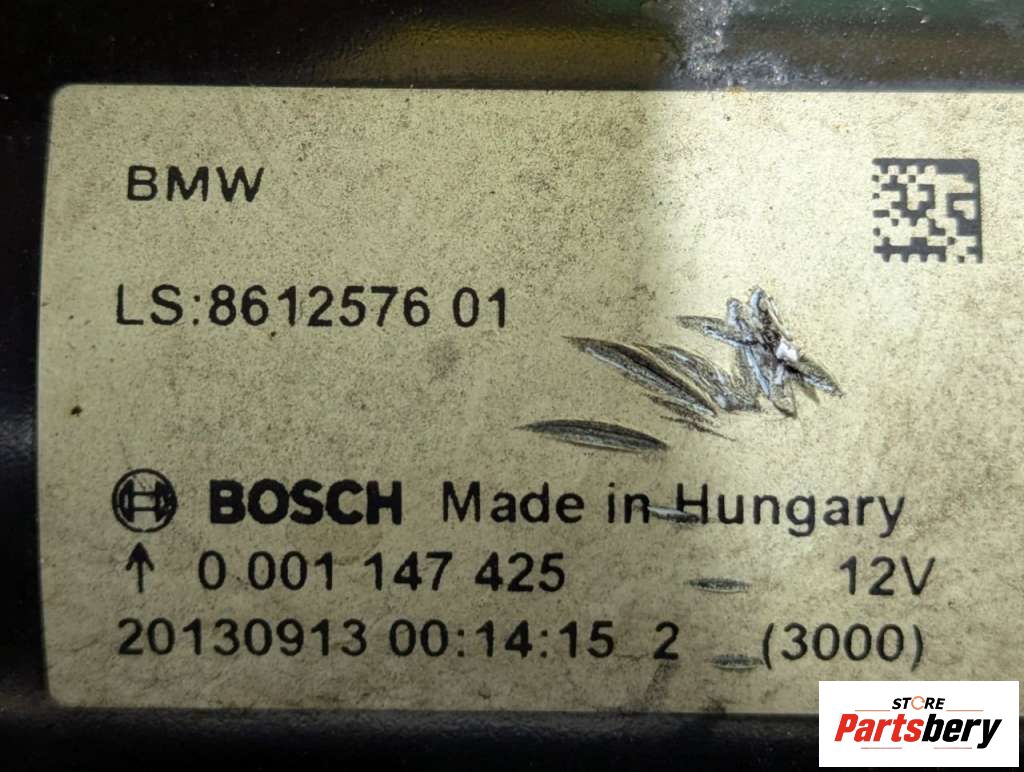 BMW
LS:8612576 01
BOSCH Made in Hungary
↑ 0 001 147 425 12V
20130913 00:14:15 2 (3000)
STORE
Partsbery